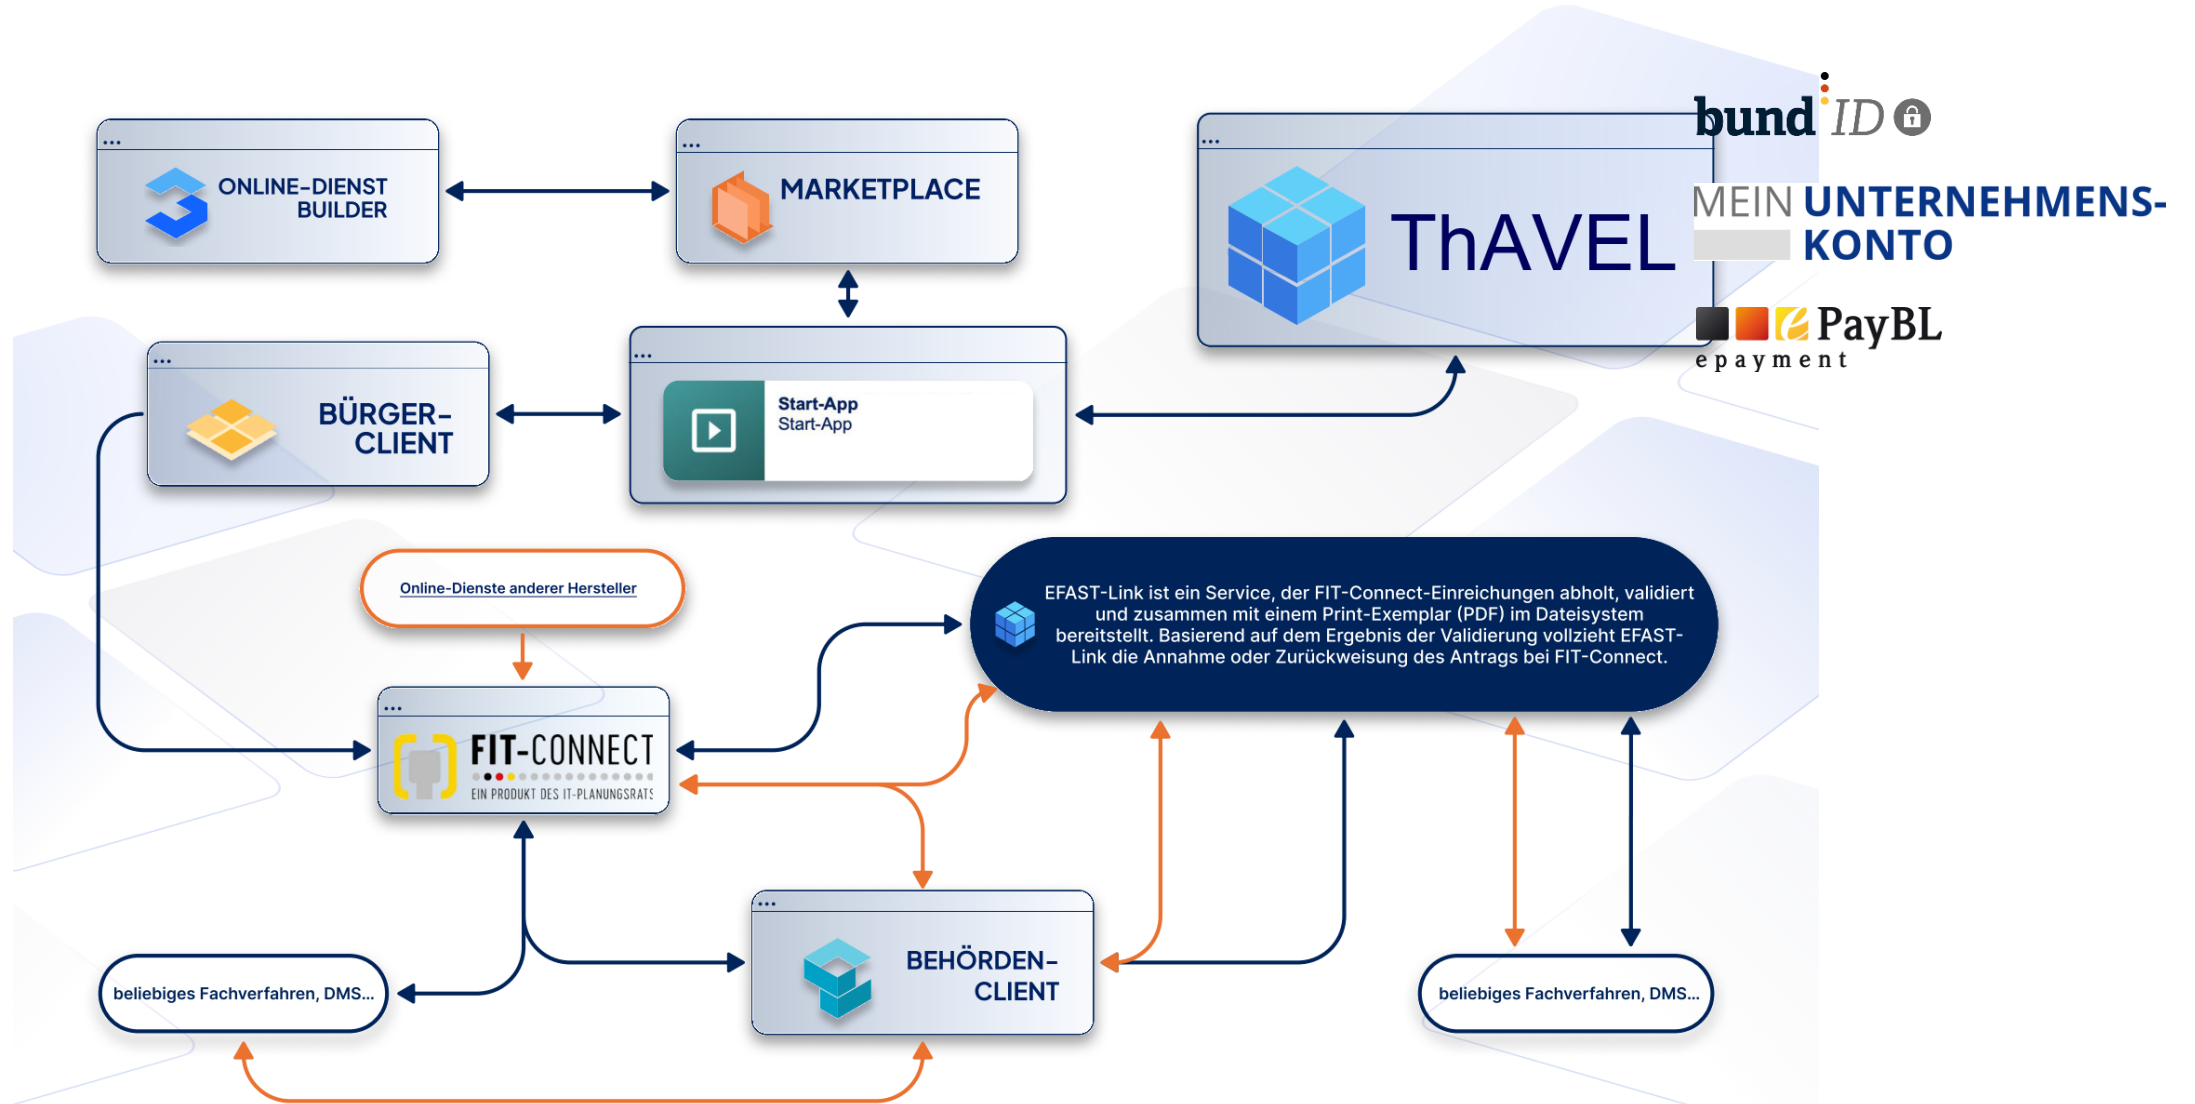 ONLINE-DIENST
BUILDER
MARKETPLACE
ThAVEL
bund ID
MEIN UNTERNEHMENS-
KONTO
e PayBL
epayment
BÜRGER-
CLIENT
Start-App
Start-App
Online-Dienste anderer Hersteller
EFAST-Link ist ein Service, der FIT-Connect-Einreichungen abholt, validiert
und zusammen mit einem Print-Exemplar (PDF) im Dateisystem
bereitstellt. Basierend auf dem Ergebnis der Validierung vollzieht EFAST-
Link die Annahme oder Zurückweisung des Antrags bei FIT-Connect.
FIT-CONNECT
EIN PRODUKT DES IT-PLANUNGSRATS
BEHÖRDEN-
CLIENT
beliebiges Fachverfahren, DMS...
beliebiges Fachverfahren, DMS...